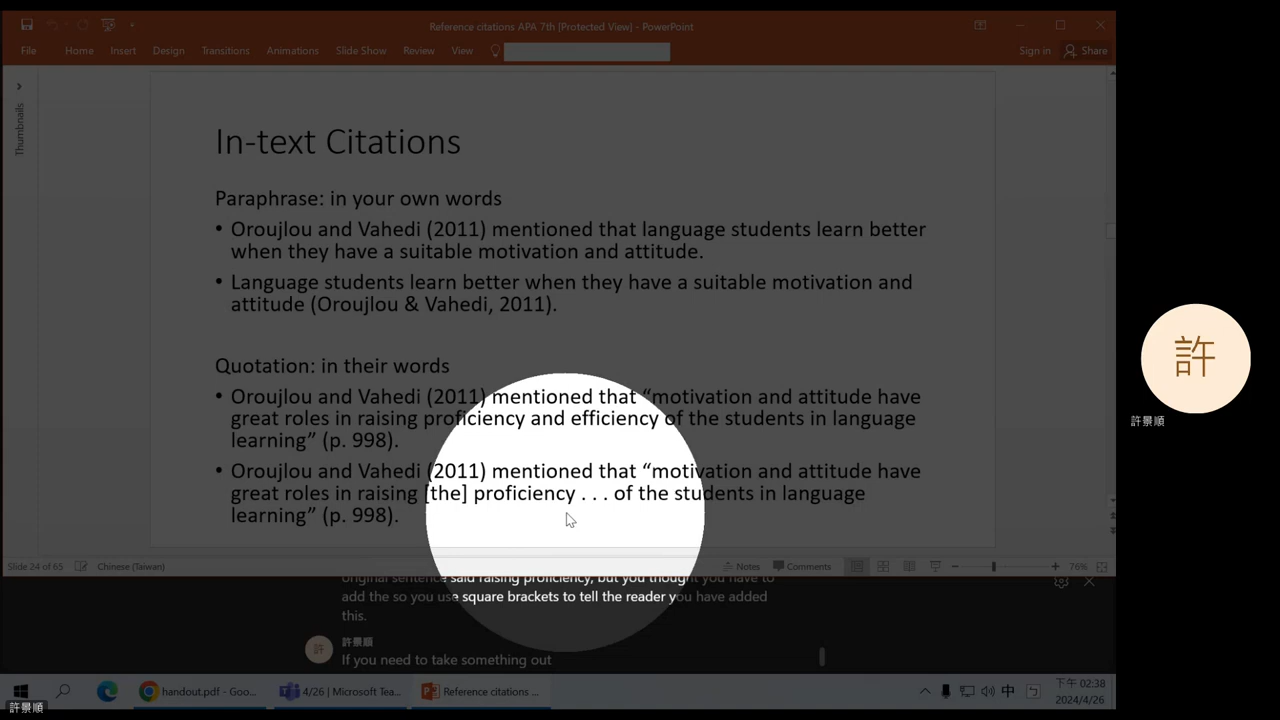 Reference citations APA 7th [Protected View] - PowerPoint
File Home Insert Design Transitions Animations Slide Show Review View Sign in Share
Thumbnails
In-text Citations
Paraphrase: in your own words
• Oroujlou and Vahedi (2011) mentioned that language students learn better
when they have a suitable motivation and attitude.
• Language students learn better when they have a suitable motivation and
attitude (Oroujlou & Vahedi, 2011).
Quotation: in their words
• Oroujlou and Vahedi (2011) mentioned that “motivation and attitude have
great roles in raising proficiency and efficiency of the students in language
learning” (p. 998).
• Oroujlou and Vahedi (2011) mentioned that “motivation and attitude have
great roles in raising [the] proficiency . . . of the students in language
learning” (p. 998).
Slide 24 of 65 Chinese (Taiwan) Notes Comments 76%
original sentence said raising proficiency, but you thought you have to
add the so you use square brackets to tell the reader you have added
this.
許 許景順
If you need to take something out
許
許景順
handout.pdf - Goo... 4/26 | Microsoft Tea... Reference citations ... 中 下午 02:38
2024/4/26
許景順